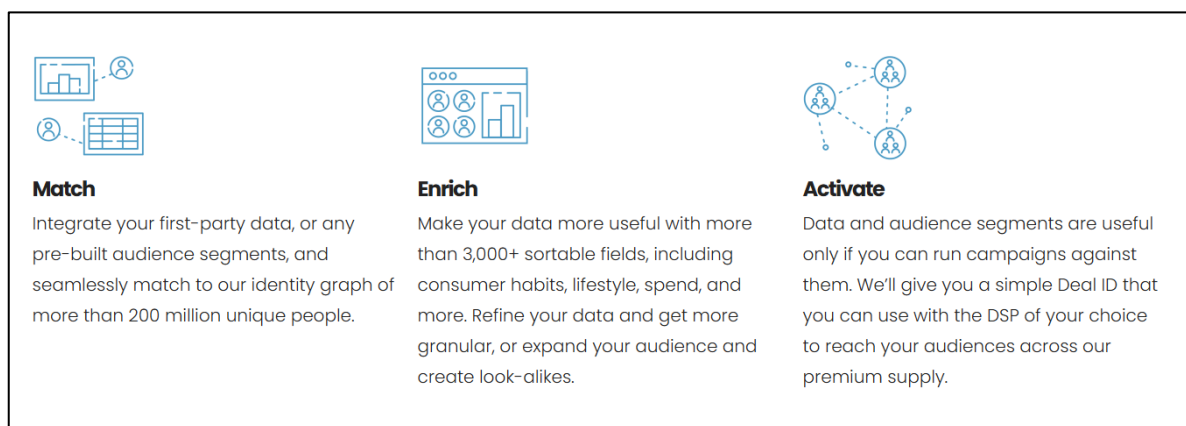 Match
Integrate your first-party data, or any
pre-built audience segments, and
seamlessly match to our identity graph of
more than 200 million unique people.
Enrich
Make your data more useful with more
than 3,000+ sortable fields, including
consumer habits, lifestyle, spend, and
more. Refine your data and get more
granular, or expand your audience and
create look-alikes.
Activate
Data and audience segments are useful
only if you can run campaigns against
them. We’ll give you a simple Deal ID that
you can use with the DSP of your choice
to reach your audiences across our
premium supply.